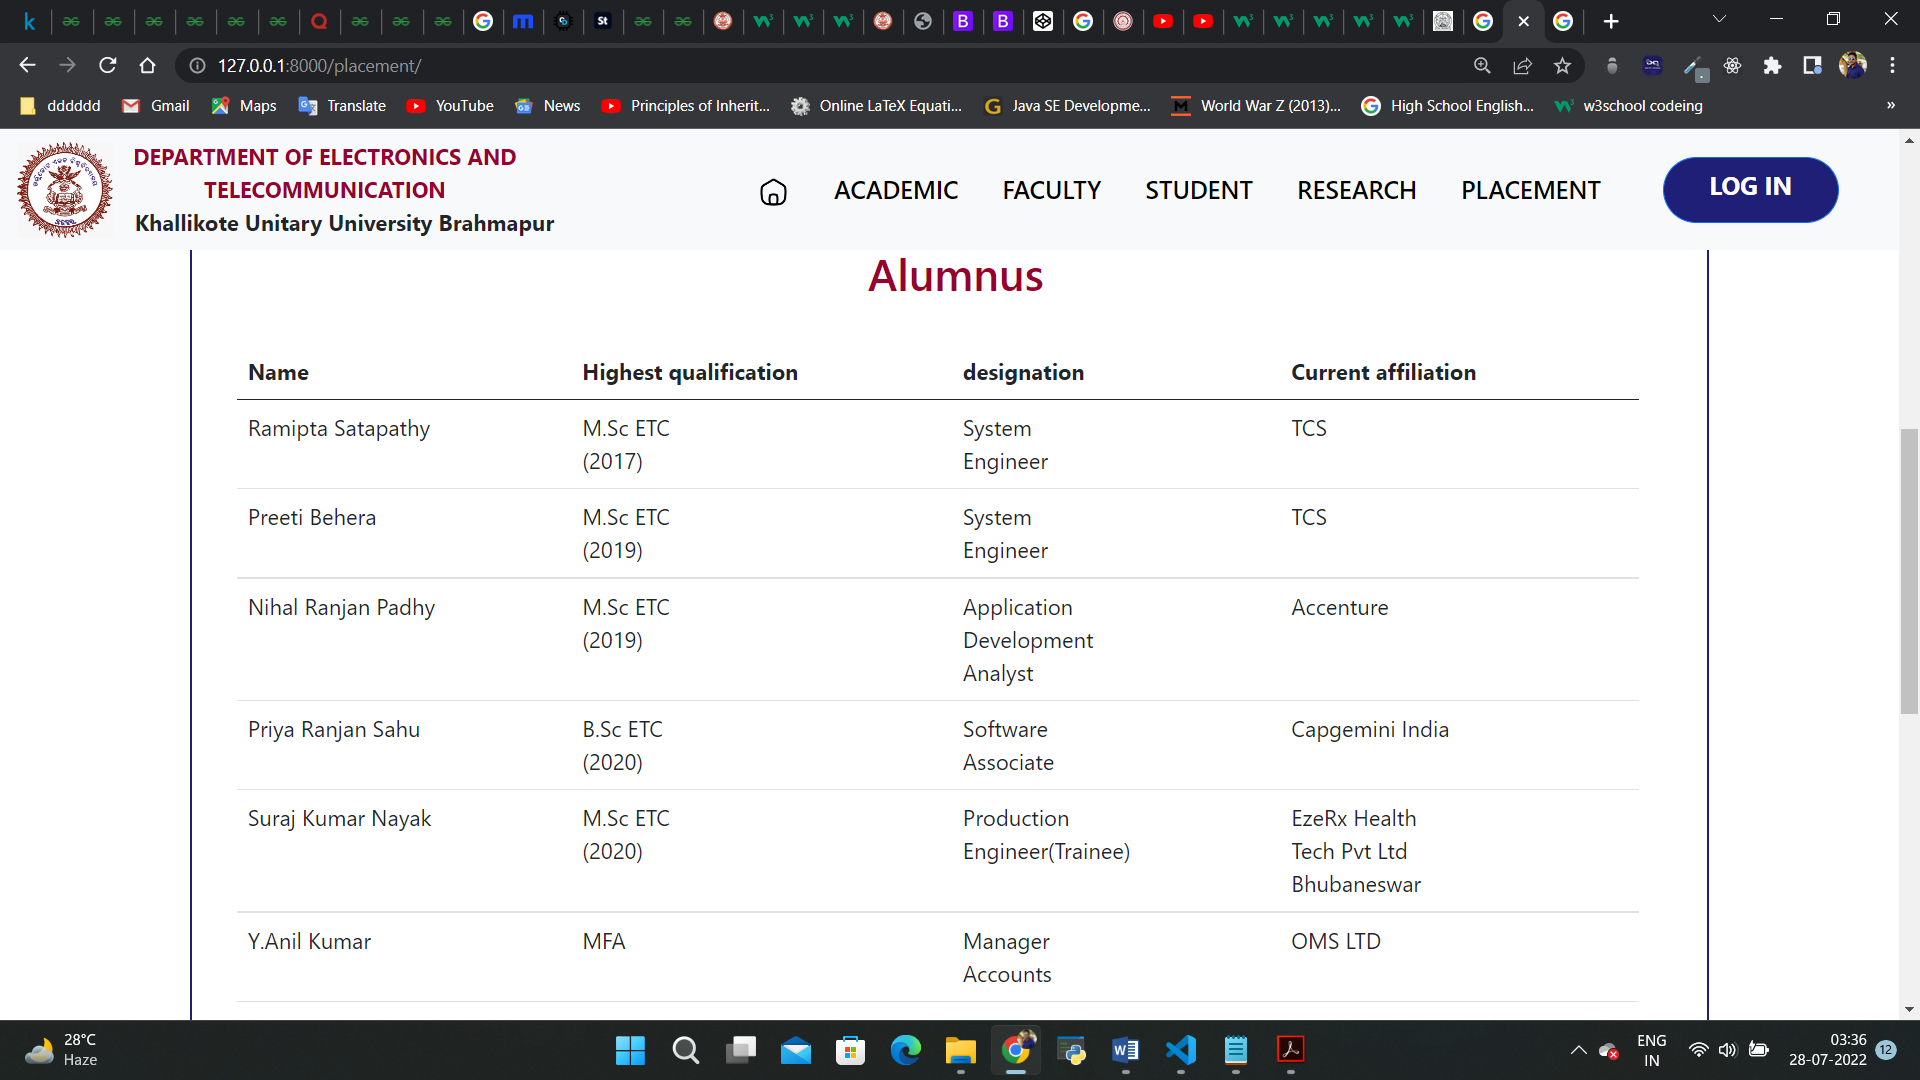 127.0.0.1:8000/placement/
dddddd Gmail Maps Translate YouTube News Principles of Inherit... Online LaTeX Equati... Java SE Developme... World War Z (2013)... High School English... w3school codeing »
DEPARTMENT OF ELECTRONICS AND
TELECOMMUNICATION
Khallikote Unitary University Brahmapur
ACADEMIC FACULTY STUDENT RESEARCH PLACEMENT LOG IN
Alumnus
Name Highest qualification designation Current affiliation
Ramipta Satapathy M.Sc ETC System TCS
(2017) Engineer
Preeti Behera M.Sc ETC System TCS
(2019) Engineer
Nihal Ranjan Padhy M.Sc ETC Application Accenture
(2019) Development
Analyst
Priya Ranjan Sahu B.Sc ETC Software Capgemini India
(2020) Associate
Suraj Kumar Nayak M.Sc ETC Production EzeRx Health
(2020) Engineer(Trainee) Tech Pvt Ltd
Bhubaneswar
Y.Anil Kumar MFA Manager OMS LTD
Accounts
28°C ENG 03:36
Haze IN 28-07-2022 12